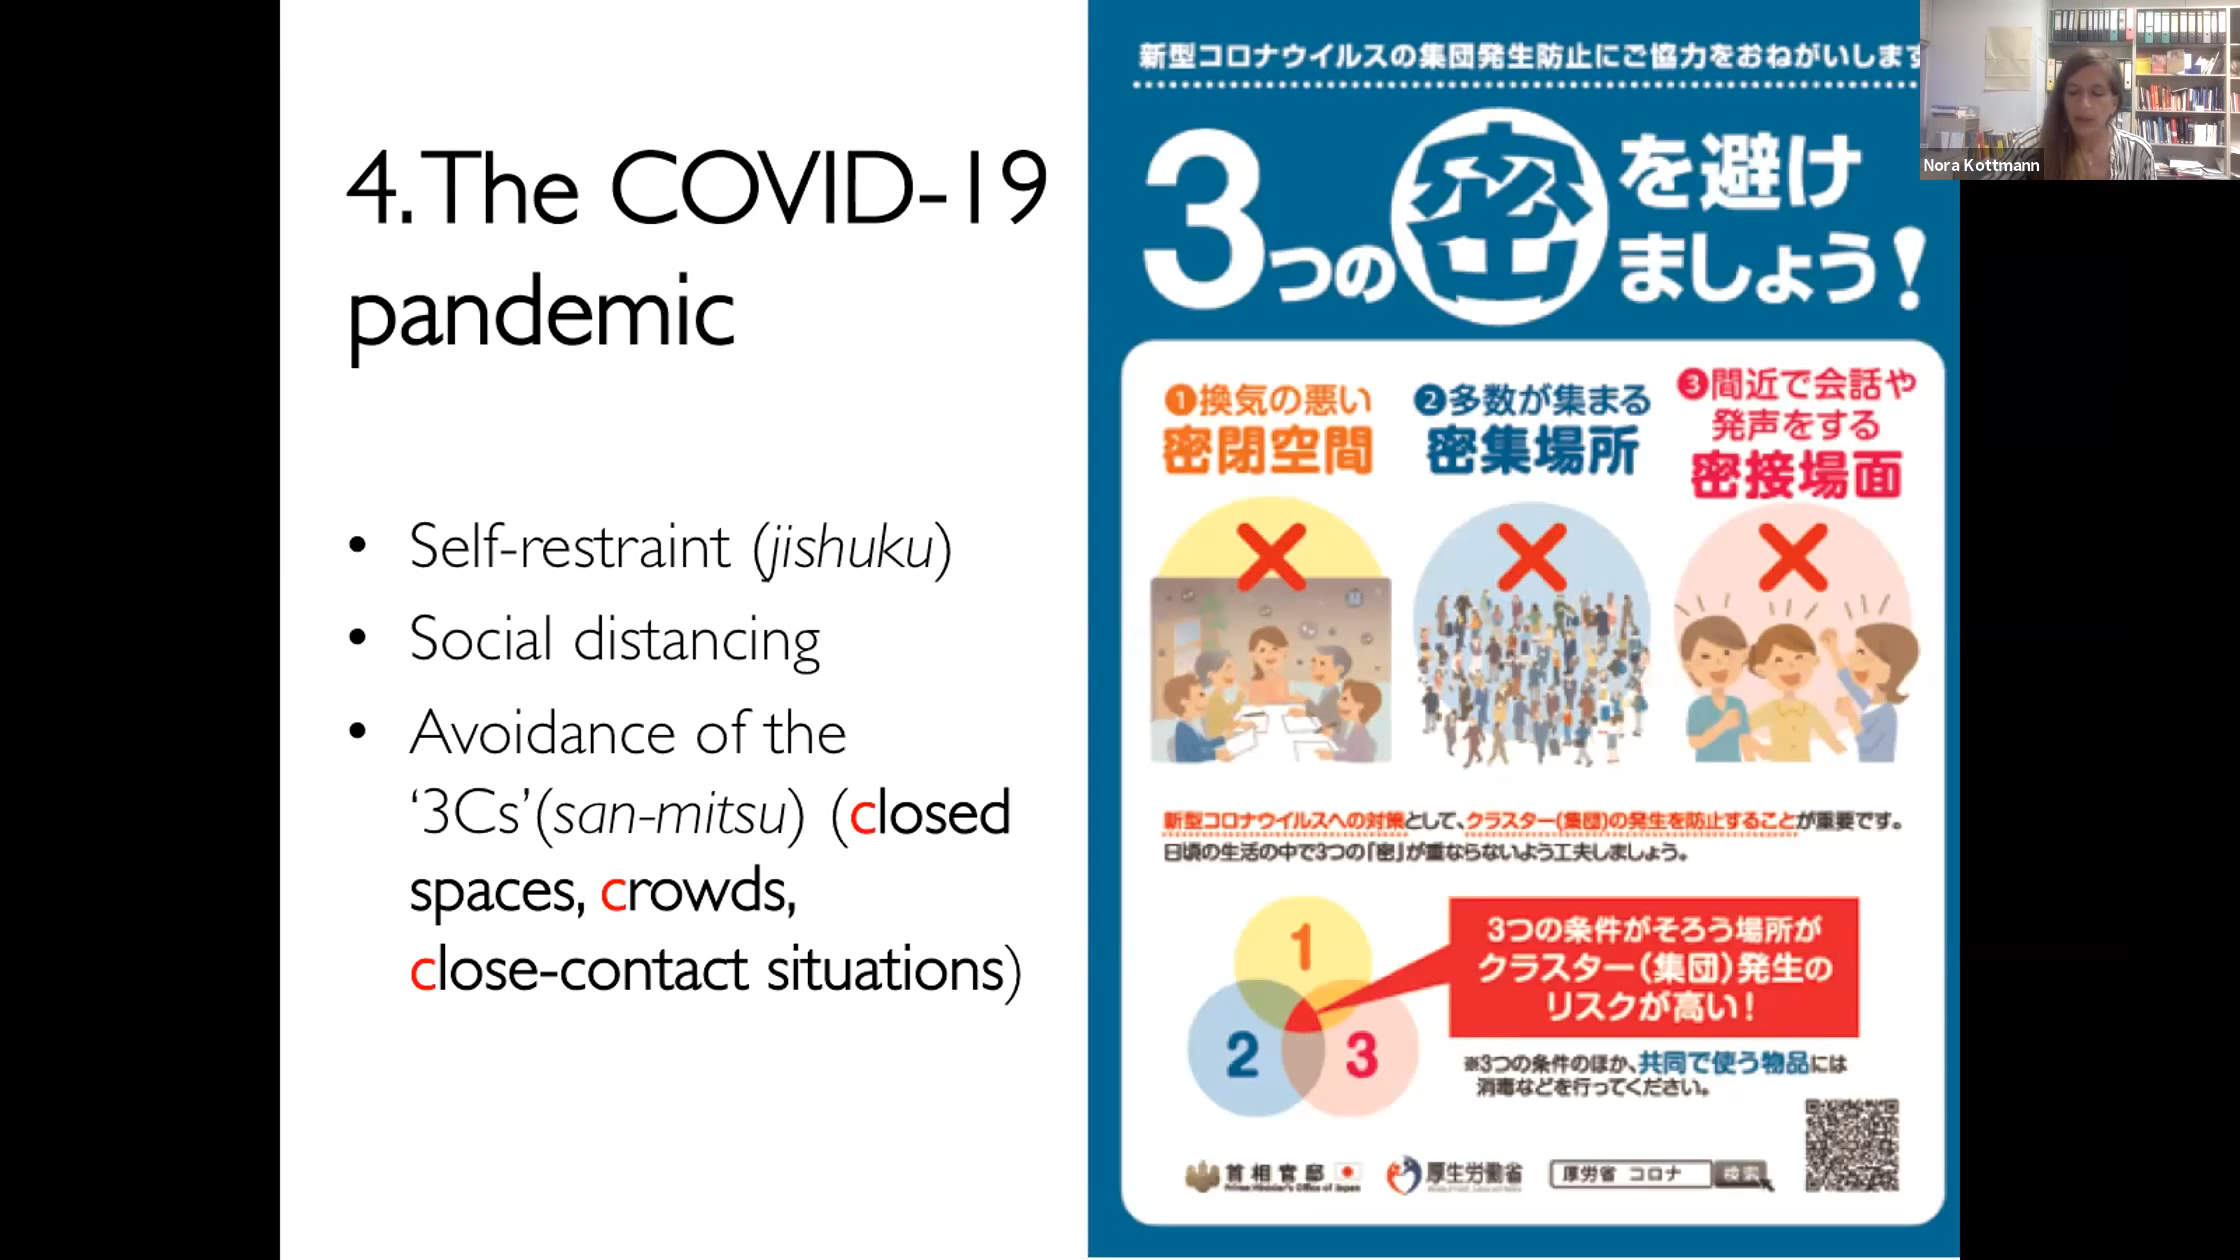 4. The COVID-19
pandemic
• Self-restraint (jishuku)
• Social distancing
• Avoidance of the
‘3Cs’(san-mitsu) (closed
spaces, crowds,
close-contact situations)
新型コロナウイルスの集団発生防止にご協力をおねがいします
3つの密を避け
ましょう!
❶換気の悪い
密閉空間
❷多数が集まる
密集場所
❸間近で会話や
発声をする
密接場面
新型コロナウイルスへの対策として、クラスター(集団)の発生を防止することが重要です。
日頃の生活の中で3つの「密」が重ならないよう工夫しましょう。
1
2
3
3つの条件がそろう場所が
クラスター(集団)発生の
リスクが高い!
※3つの条件のほか、共同で使う物品には
消毒などを行ってください。
首相官邸
Prime Minister's Office of Japan
厚生労働省
厚労省 コロナ
検索
Nora Kottmann